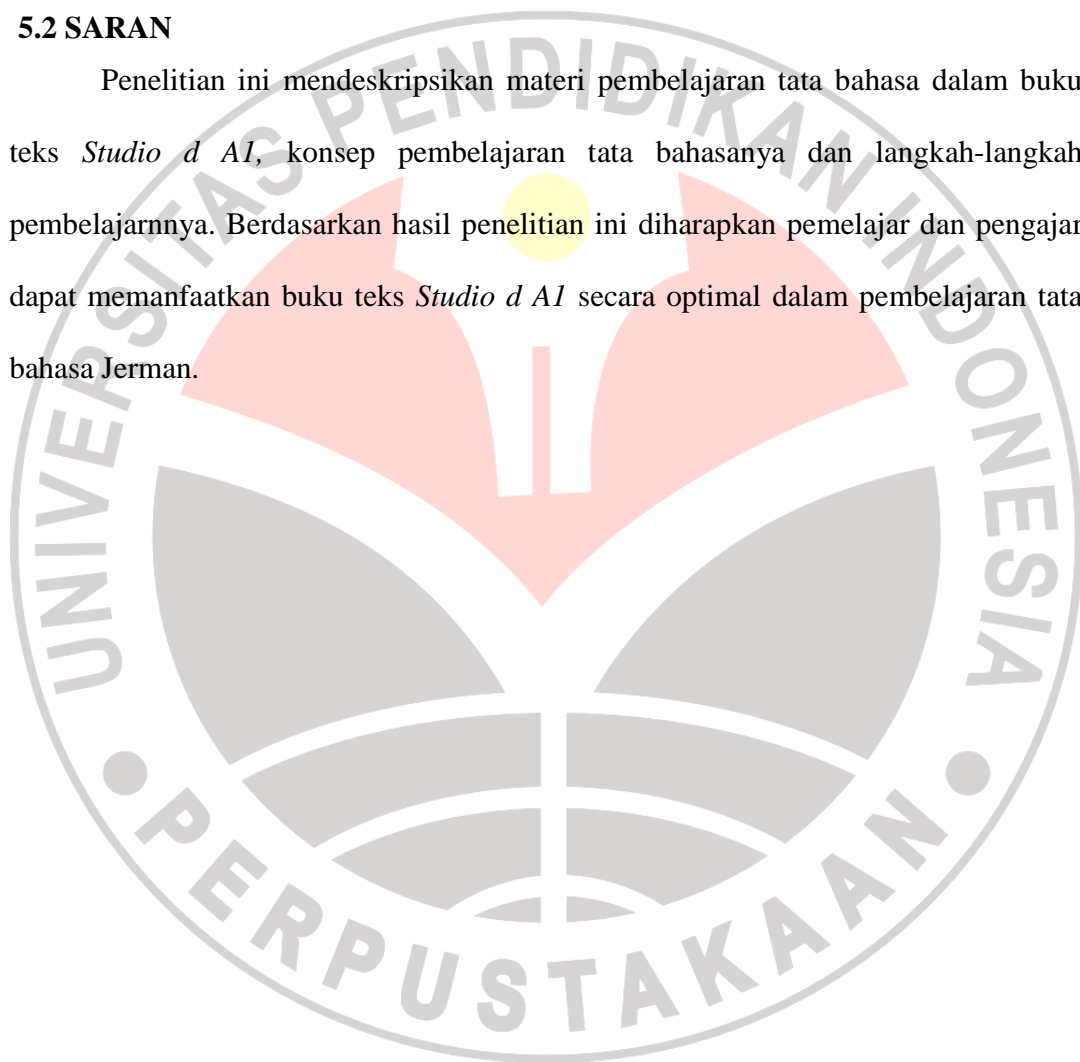 5.2 SARAN
Penelitian ini mendeskripsikan materi pembelajaran tata bahasa dalam buku
teks Studio d A1, konsep pembelajaran tata bahasanya dan langkah-langkah
pembelajarnnya. Berdasarkan hasil penelitian ini diharapkan pemelajar dan pengajar
dapat memanfaatkan buku teks Studio d A1 secara optimal dalam pembelajaran tata
bahasa Jerman.
UNIVERSITAS PENDIDIKAN INDONESIA
PERPUSTAKAAN